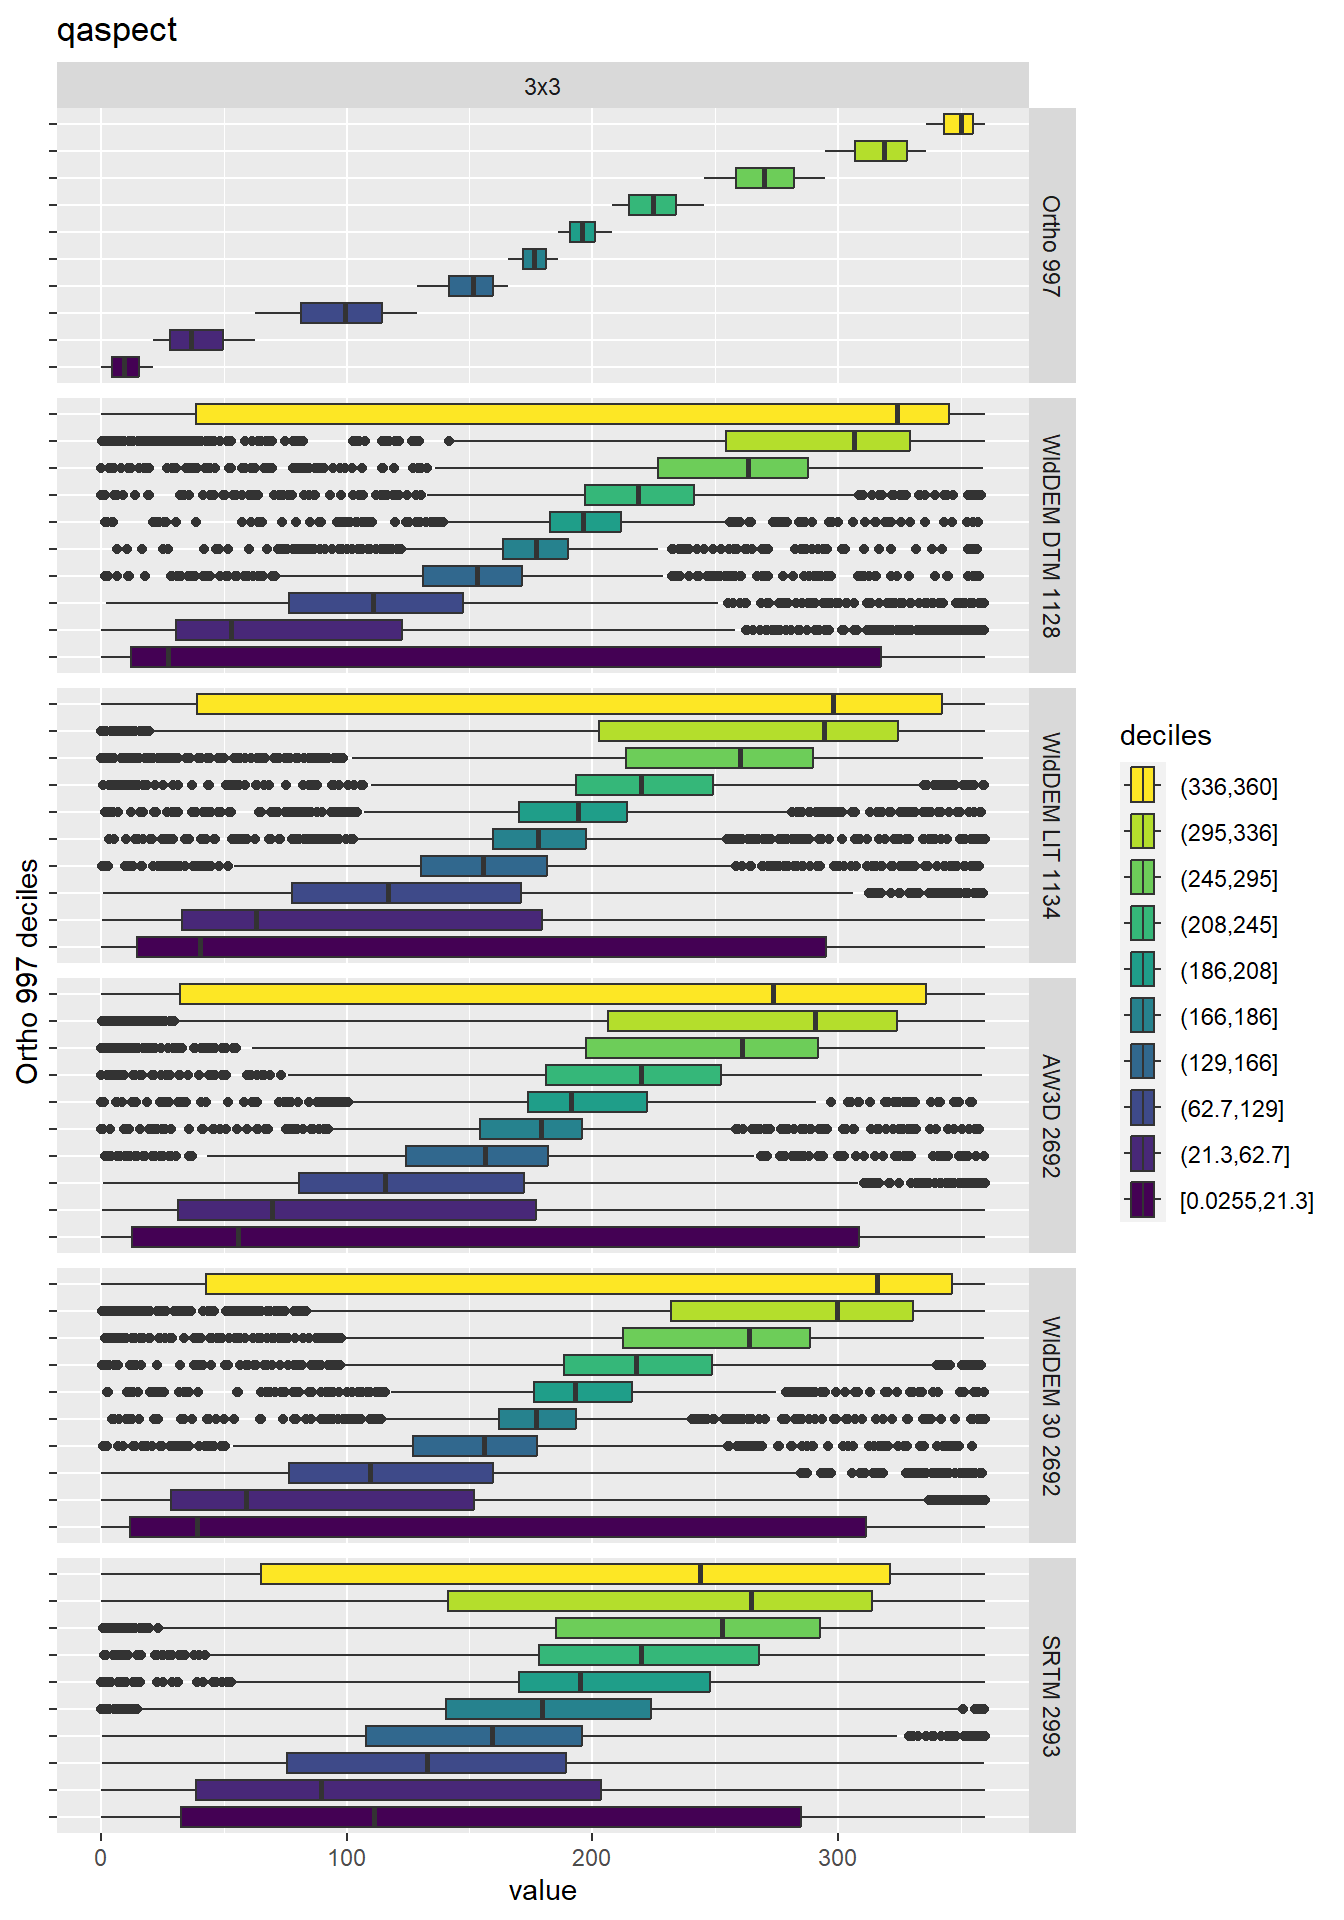 qaspect
3x3
Ortho 997
WldDEM DTM 1128
WldDEM LIT 1134
AW3D 2692
WldDEM 30 2692
SRTM 2993
Ortho 997 deciles
0 100 200 300
value
deciles
(336,360]
(295,336]
(245,295]
(208,245]
(186,208]
(166,186]
(129,166]
(62.7,129]
(21.3,62.7]
[0.0255,21.3]